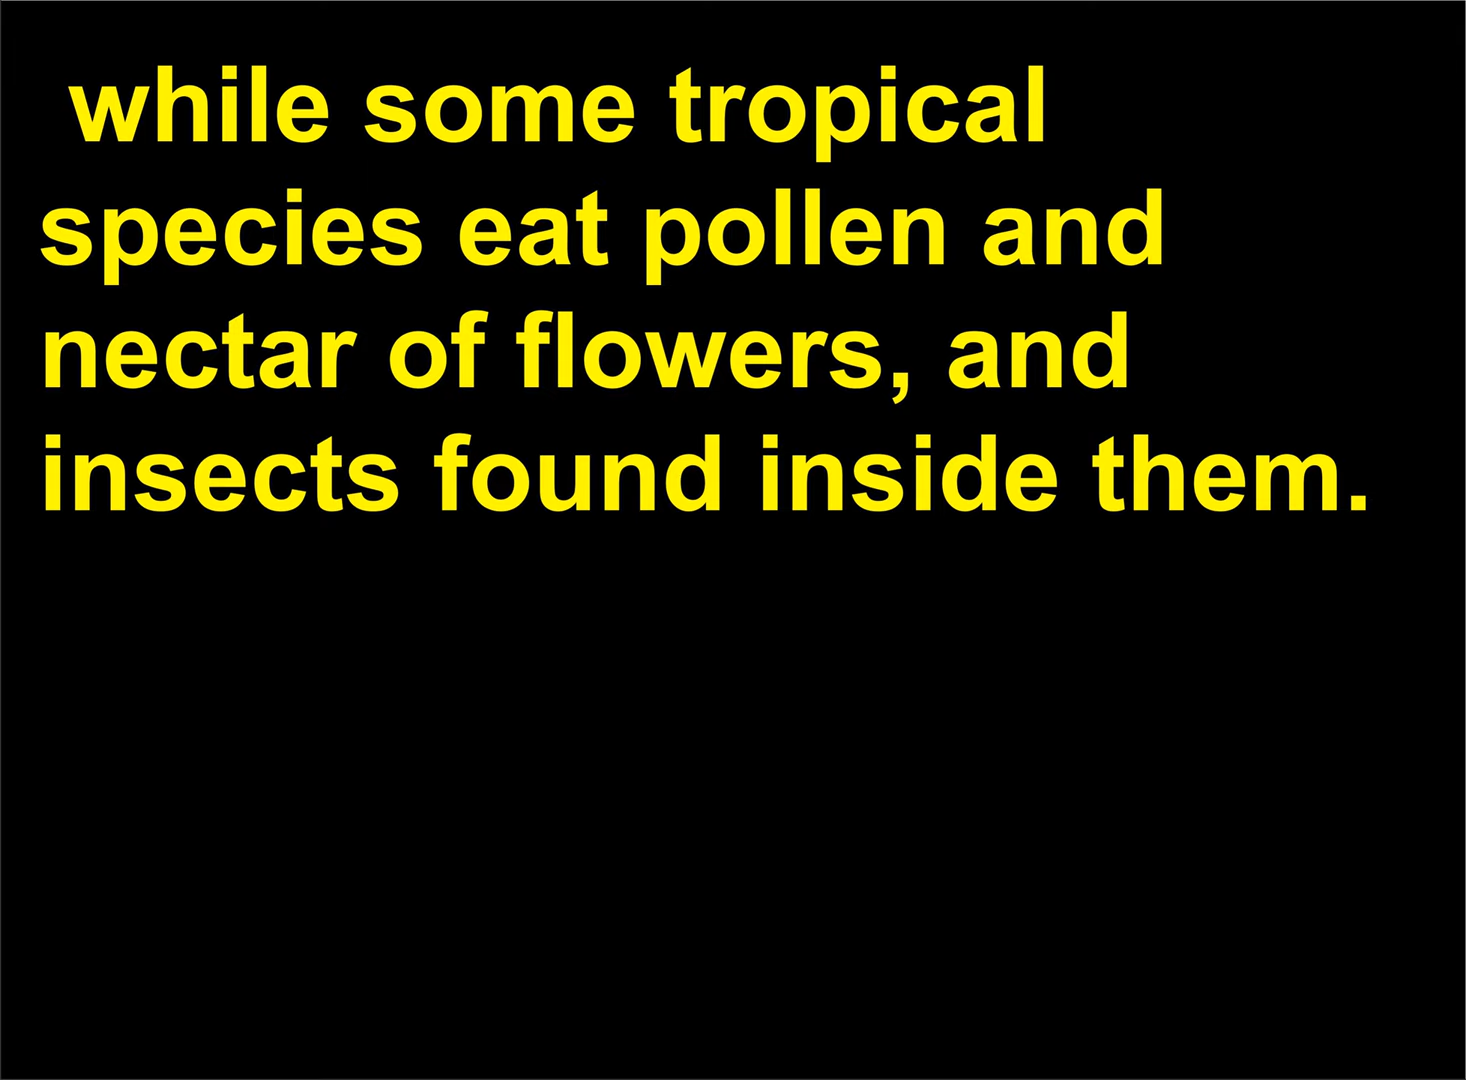 while some tropical
species eat pollen and
nectar of flowers, and
insects found inside them.